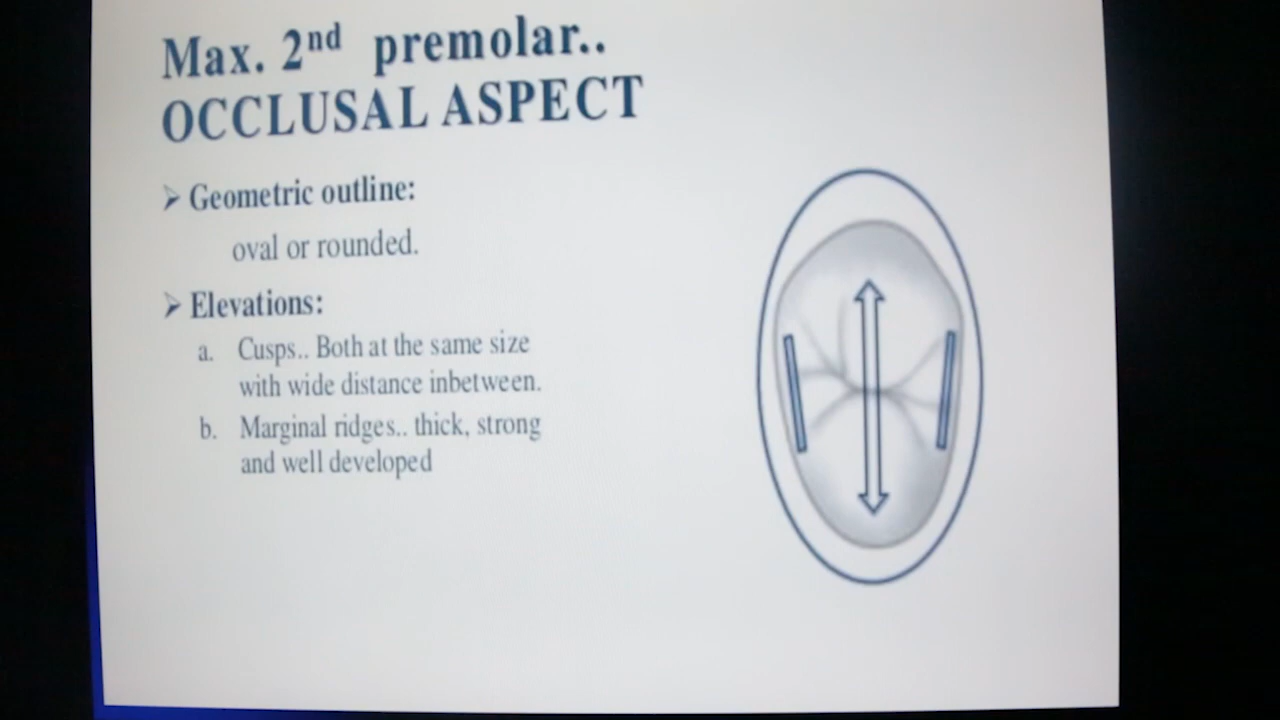 Max. 2nd premolar..
OCCLUSAL ASPECT
➢ Geometric outline:
oval or rounded.
➢ Elevations:
a. Cusps.. Both at the same size
with wide distance inbetween.
b. Marginal ridges.. thick, strong
and well developed